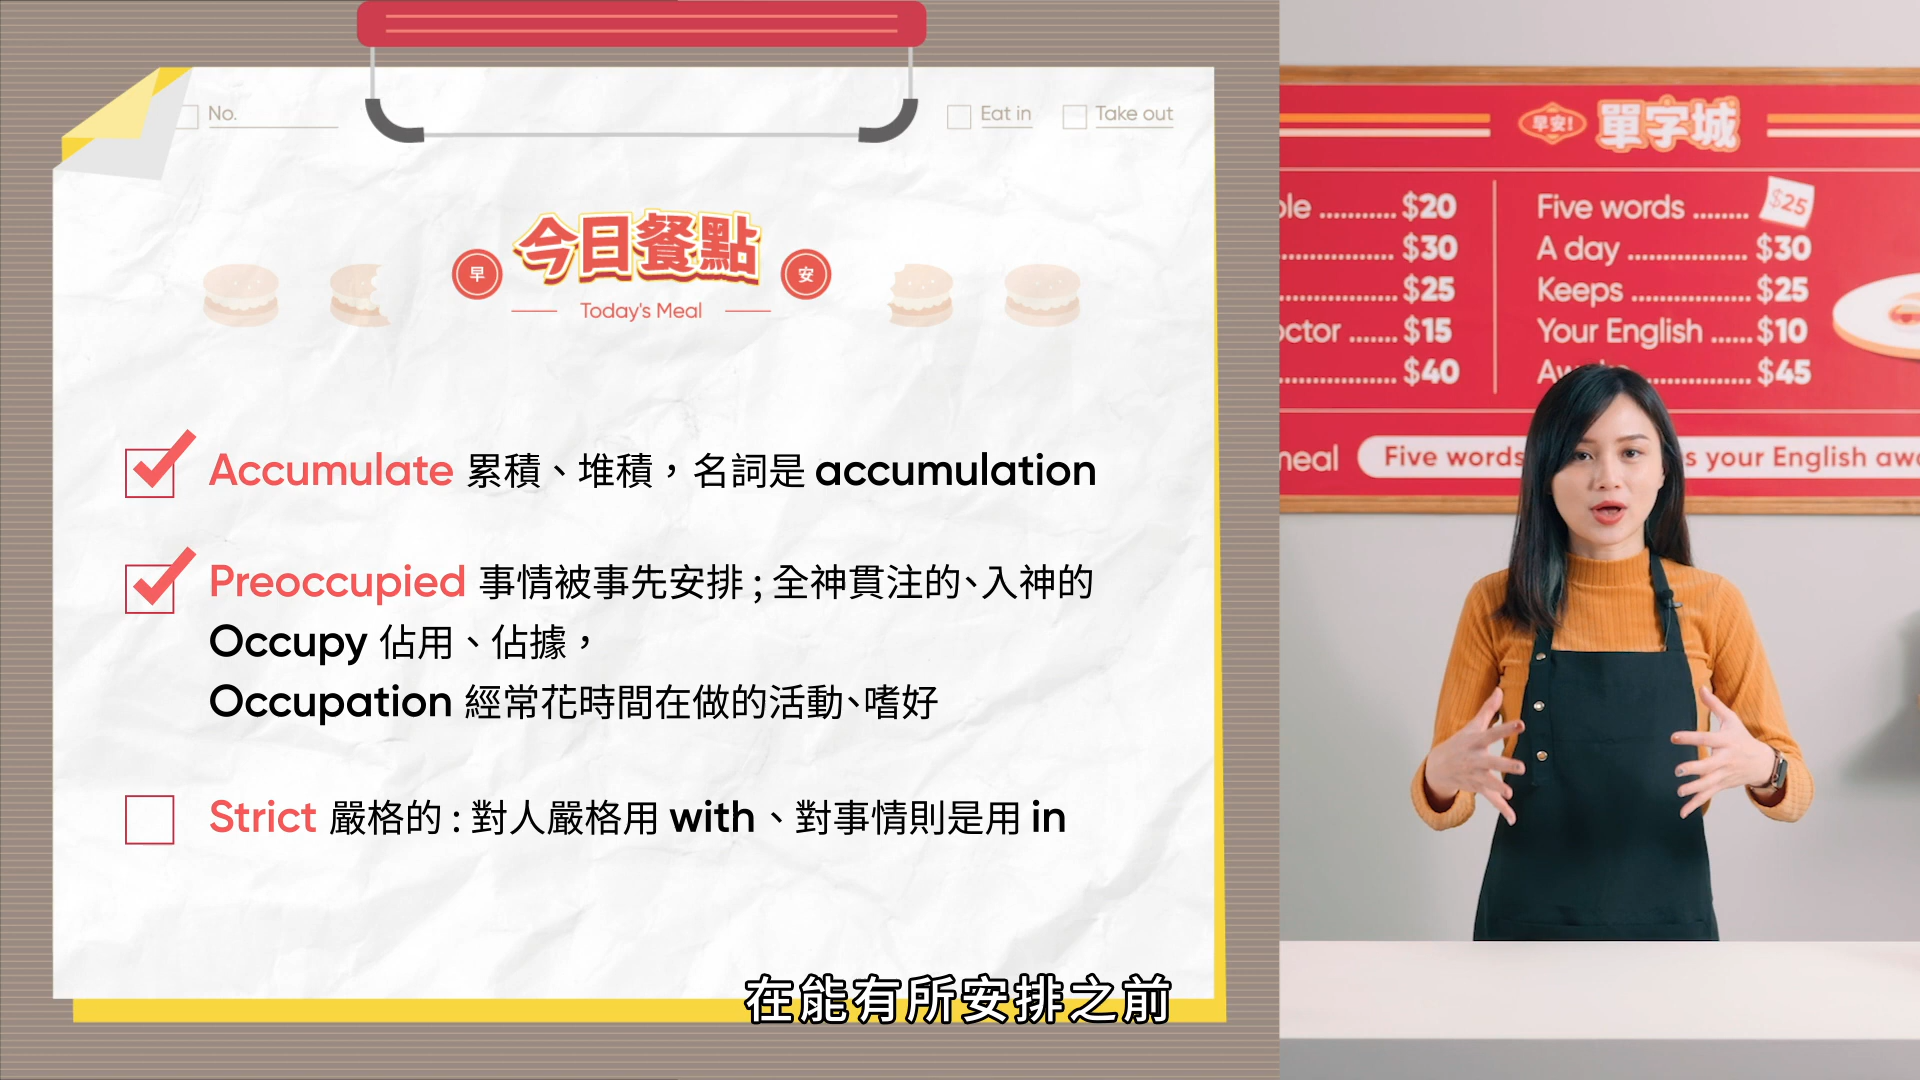 No.
Eat in
Take out
早
今日餐點
安
Today's Meal
Accumulate 累積、堆積，名詞是 accumulation
Preoccupied 事情被事先安排 ; 全神貫注的、入神的
Occupy 佔用、佔據，
Occupation 經常花時間在做的活動、嗜好
Strict 嚴格的 : 對人嚴格用 with、對事情則是用 in
在能有所安排之前
早安!
單字城
$20
$30
$25
ctor ....... $15
$40
Five words ........ $25
A day ................ $30
Keeps ................ $25
Your English ...... $10
$45
Five words
s your English